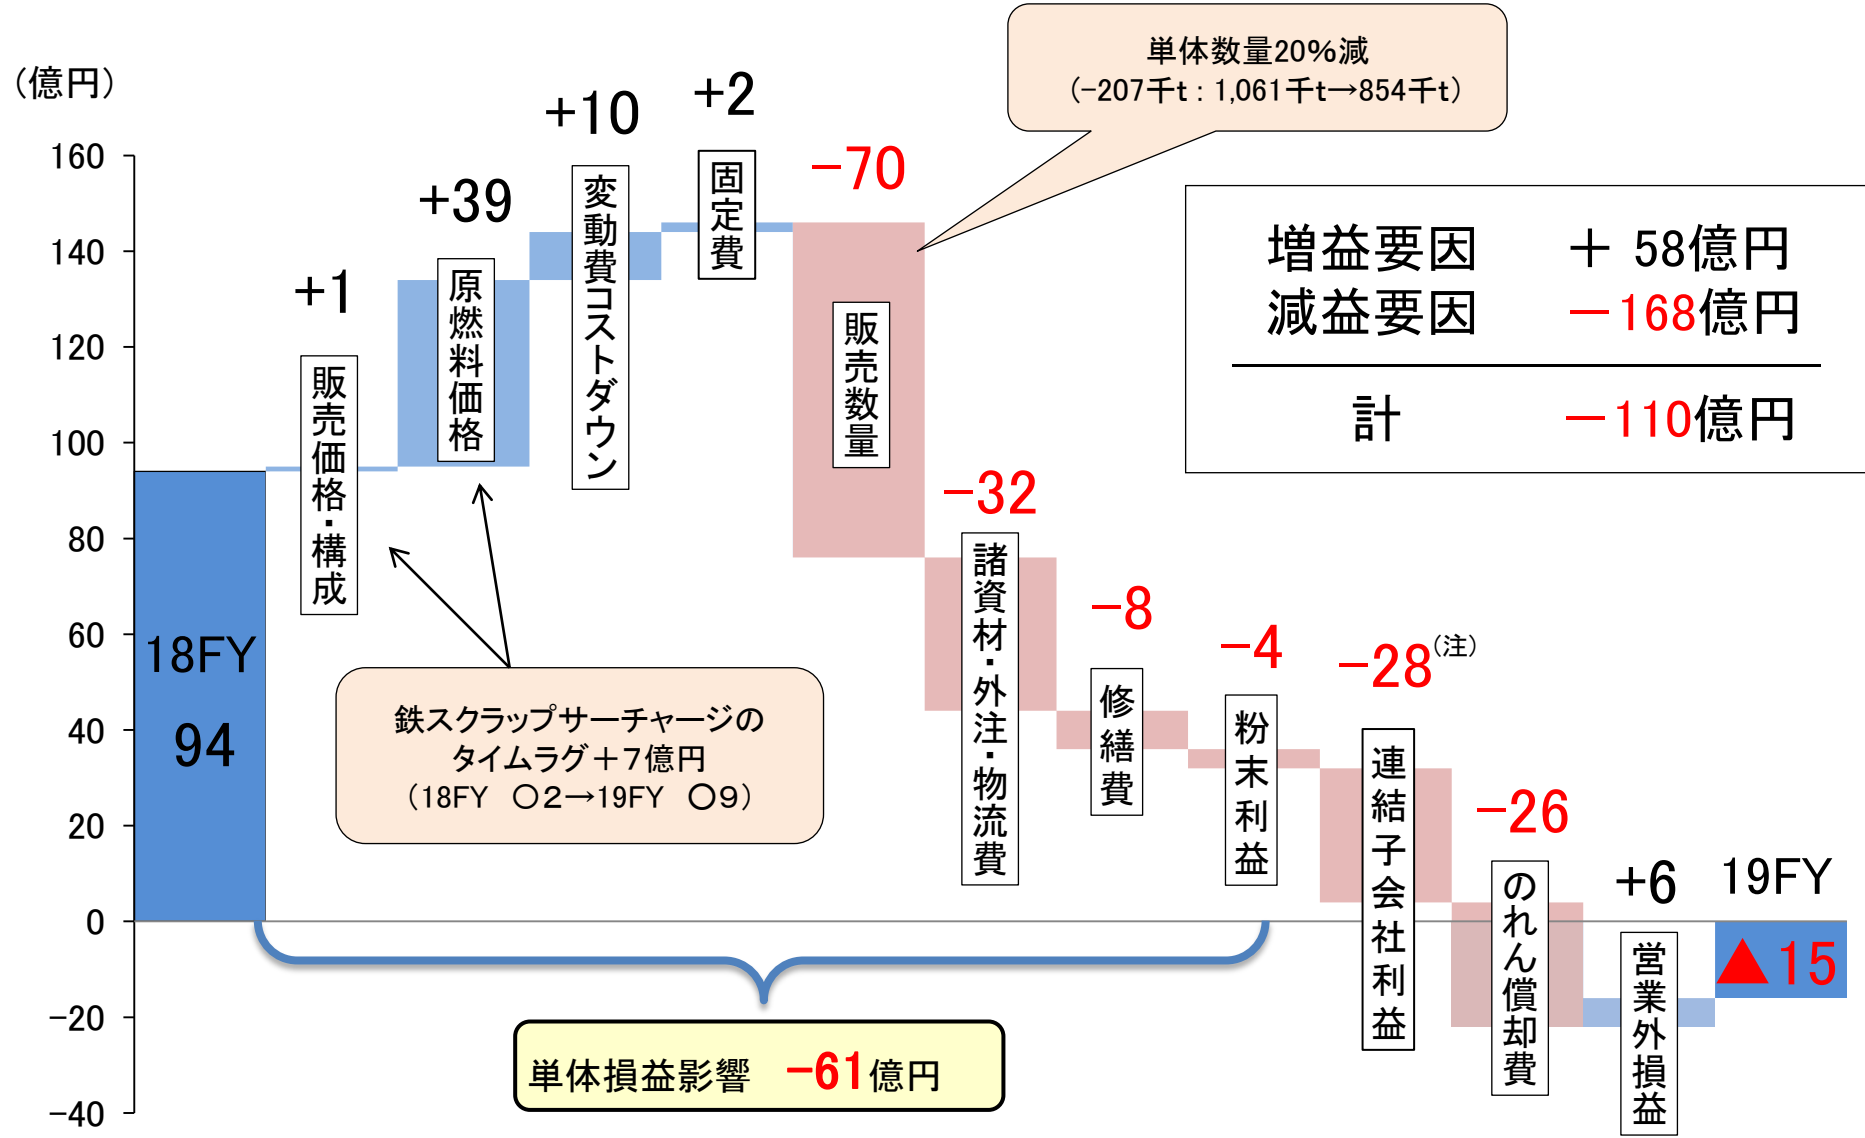 （億円）
160
140
120
100
80
60
40
20
0
−20
−40
18FY
94
+1
販売価格・構成
+39
原燃料価格
+10
変動費コストダウン
+2
固定費
−70
販売数量
−32
諸資材・外注・物流費
−8
修繕費
−4
粉末利益
−28（注）
連結子会社利益
−26
のれん償却費
+6
営業外損益
19FY
▲15
単体数量20%減
（−207千t：1,061千t→854千t）
増益要因 ＋ 58億円
減益要因 −168億円
計 −110億円
鉄スクラップサーチャージの
タイムラグ＋7億円
（18FY ○2→19FY ○9）
単体損益影響 −61億円